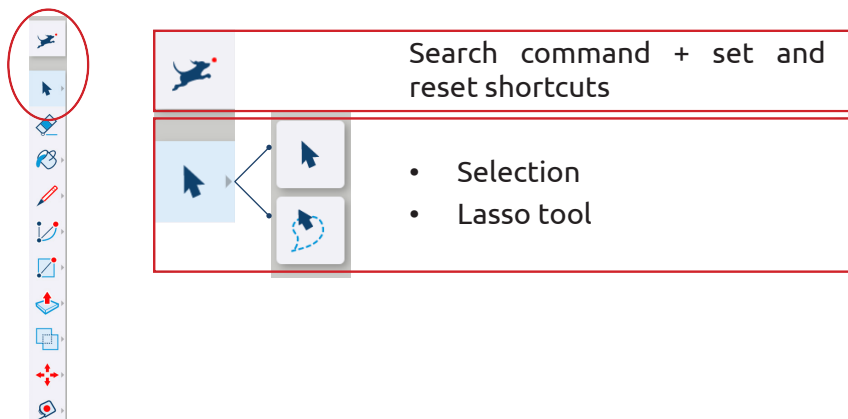 Search command + set and
reset shortcuts
• Selection
• Lasso tool